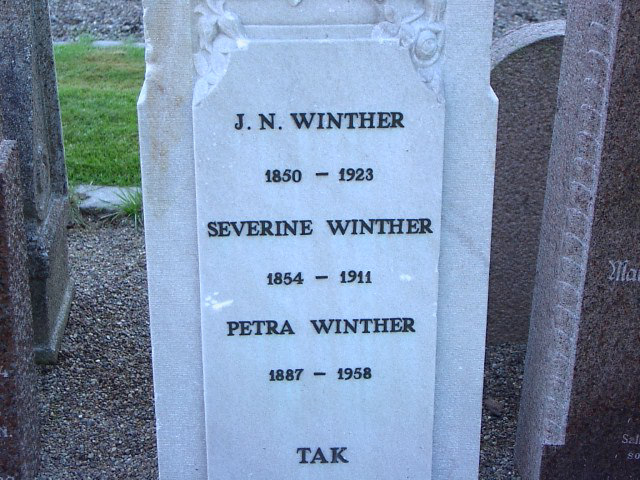 J. N. WINTHER
1850 – 1923
SEVERINE WINTHER
1854 – 1911
PETRA WINTHER
1887 – 1958
TAK